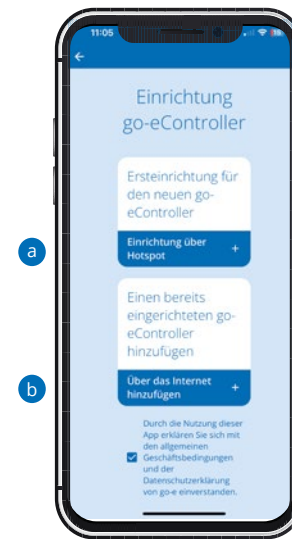 11:05
Einrichtung
go-eController
Ersteinrichtung für
den neuen go-
eController
a
Einrichtung über
Hotspot +
Einen bereits
eingerichteten go-
eController
hinzufügen
b
Über das Internet
hinzufügen +
Durch die Nutzung dieser
App erklären Sie sich mit
den allgemeinen
Geschäftsbedingungen
und der
Datenschutzerklärung
von go-e einverstanden.